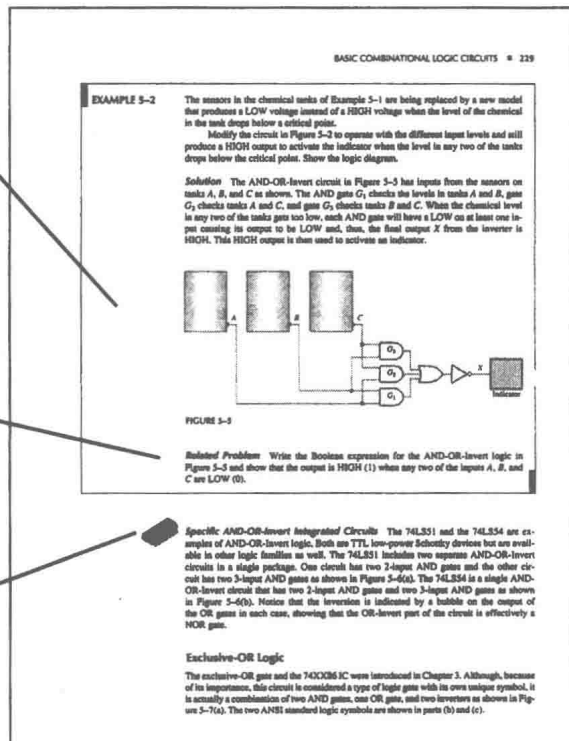 BASIC COMBINATIONAL LOGIC CIRCUITS ■ 229
EXAMPLE 5–2
The sensors in the chemical tanks of Example 5–1 are being replaced by a new model
that produces a LOW voltage instead of a HIGH voltage when the level of the chemical
in the tank drops below a critical point.
Modify the circuit in Figure 5–2 to operate with the different input levels and still
produce a HIGH output to activate the indicator when the level in any two of the tanks
drops below the critical point. Show the logic diagram.
Solution The AND-OR-Invert circuit in Figure 5–5 has inputs from the sensors on
tanks A, B, and C as shown. The AND gate G₁ checks the levels in tanks A and B, gate
G₂ checks tanks A and C, and gate G₃ checks tanks B and C. When the chemical level
in any two of the tanks gets too low, each AND gate will have a LOW on at least one in-
put causing its output to be LOW and, thus, the final output X from the inverter is
HIGH. This HIGH output is then used to activate an indicator.
A
B
C
G₃
G₂
G₁
X
Indicator
FIGURE 5–5
Related Problem Write the Boolean expression for the AND-OR-Invert logic in
Figure 5–5 and show that the output is HIGH (1) when any two of the inputs A, B, and
C are LOW (0).
Specific AND-OR-Invert Integrated Circuits The 74LS51 and the 74LS54 are ex-
amples of AND-OR-Invert logic. Both are TTL low-power Schottky devices but are avail-
able in other logic families as well. The 74LS51 includes two separate AND-OR-Invert
circuits in a single package. One circuit has two 2-input AND gates and the other cir-
cuit has two 3-input AND gates as shown in Figure 5–6(a). The 74LS54 is a single AND-
OR-Invert circuit that has two 2-input AND gates and two 3-input AND gates as shown
in Figure 5–6(b). Notice that the inversion is indicated by a bubble on the output of
the OR gates in each case, showing that the OR-Invert part of the circuit is effectively a
NOR gate.
Exclusive-OR Logic
The exclusive-OR gate and the 74XX86 IC were introduced in Chapter 3. Although, because
of its importance, this circuit is considered a type of logic gate with its own unique symbol, it
is actually a combination of two AND gates, one OR gate, and two inverters as shown in Fig-
ure 5–7(a). The two ANSI standard logic symbols are shown in parts (b) and (c).